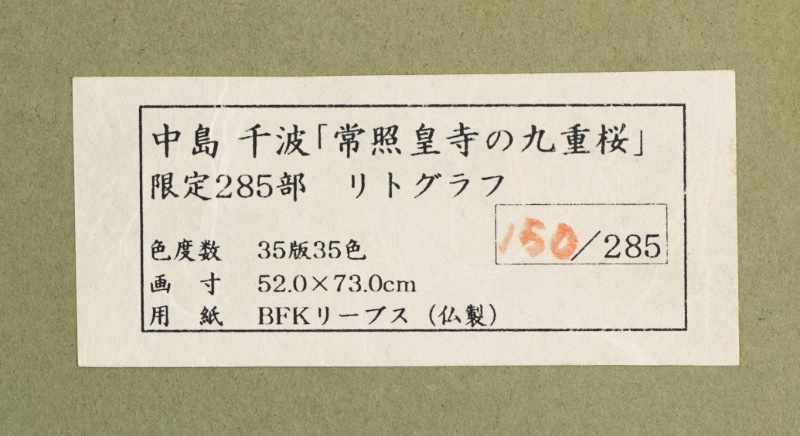 中島 千波「常照皇寺の九重桜」
限定285部　リトグラフ
150/285
色度数　35版35色
画　寸　52.0×73.0cm
用　紙　BFKリーブス（仏製）